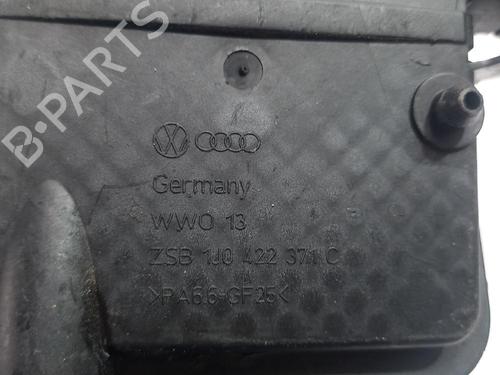 B-PARTS
Germany
WWO 13
ZSB 1J0 422 371 C
>PA6.6-GF25<